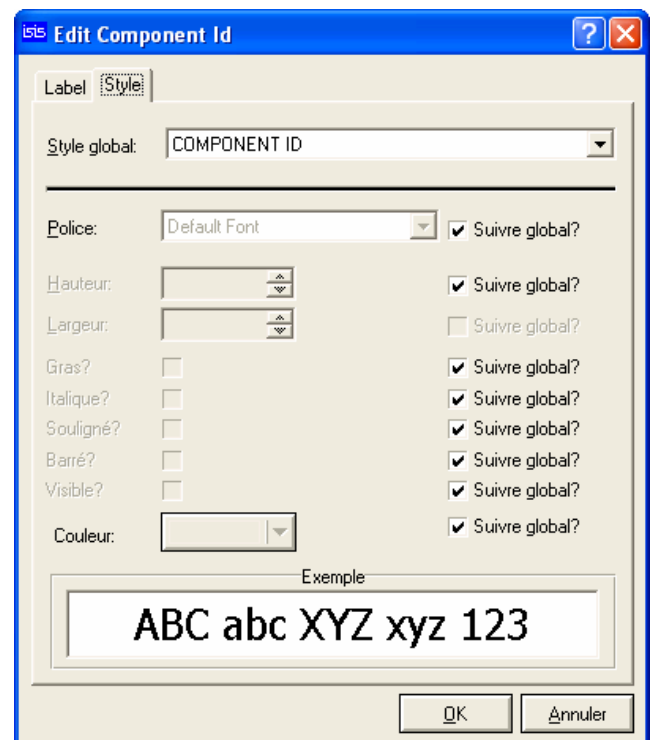 isis Edit Component Id
Label Style
Style global: COMPONENT ID
Police: Default Font Suivre global?
Hauteur: Suivre global?
Largeur: Suivre global?
Gras? Suivre global?
Italique? Suivre global?
Souligné? Suivre global?
Barré? Suivre global?
Visible? Suivre global?
Couleur: Suivre global?
Exemple
ABC abc XYZ xyz 123
OK Annuler